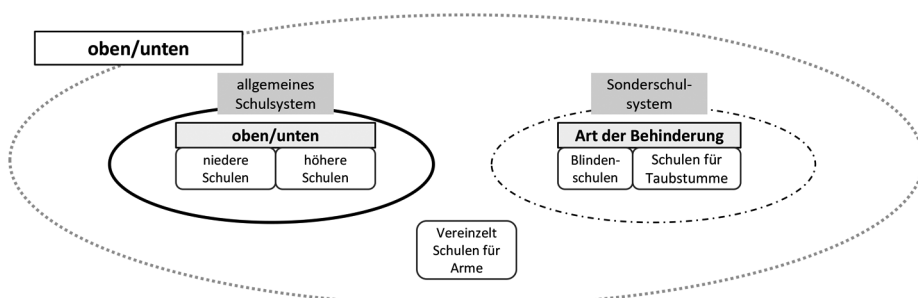 oben/unten
allgemeines
Schulsystem
oben/unten
niedere
Schulen
höhere
Schulen
Sonderschul-
system
Art der Behinderung
Blinden-
schulen
Schulen für
Taubstumme
Vereinzelt
Schulen für
Arme